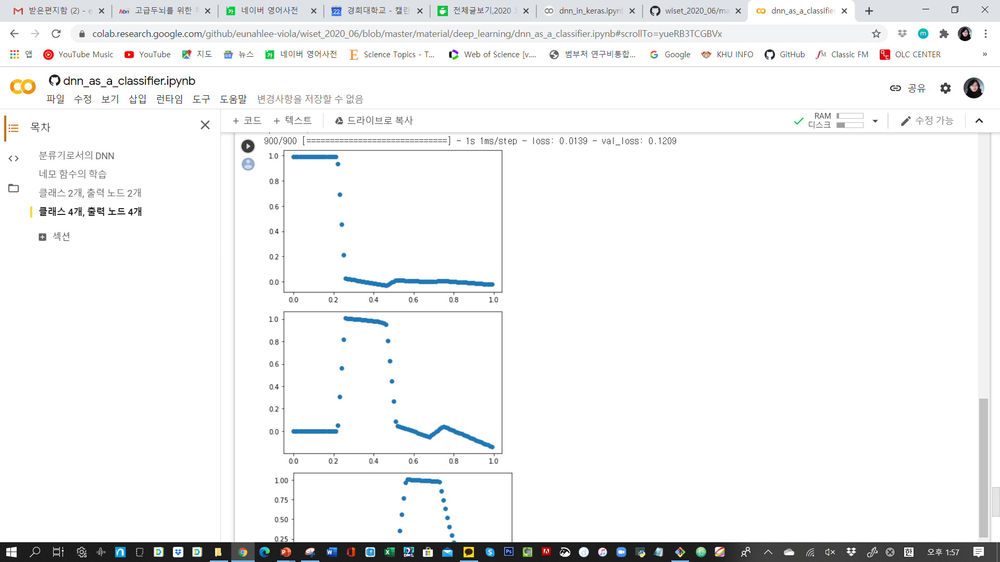 받은편지함 (2) - e
hbn 고급두뇌를 위한
네이버 영어사전
22 경희대학교 - 캘린
전체글보기,2020
dnn_in_keras.ipynb
wiset_2020_06/ma
dnn_as_a_classifier
colab.research.google.com/github/eunahlee-viola/wiset_2020_06/blob/master/material/deep_learning/dnn_as_a_classifier.ipynb#scrollTo=yueRB3TCGBVx
앱 YouTube Music YouTube 지도 뉴스 네이버 영어사전 Science Topics - T... Web of Science [v.... 범부처 연구비통합... Google KHU INFO GitHub Classic FM OLC CENTER »
dnn_as_a_classifier.ipynb
파일 수정 보기 삽입 런타임 도구 도움말 변경사항을 저장할 수 없음
공유
목차
+ 코드 + 텍스트 드라이브로 복사
RAM
디스크
수정 가능
분류기로서의 DNN
네모 함수의 학습
클래스 2개, 출력 노드 2개
클래스 4개, 출력 노드 4개
섹션
900/900 [==============================] - 1s 1ms/step - loss: 0.0139 - val_loss: 0.1209
1.0
0.8
0.6
0.4
0.2
0.0
0.0 0.2 0.4 0.6 0.8 1.0
1.0
0.8
0.6
0.4
0.2
0.0
0.0 0.2 0.4 0.6 0.8 1.0
1.00
0.75
0.50
0.25
한 오후 1:57